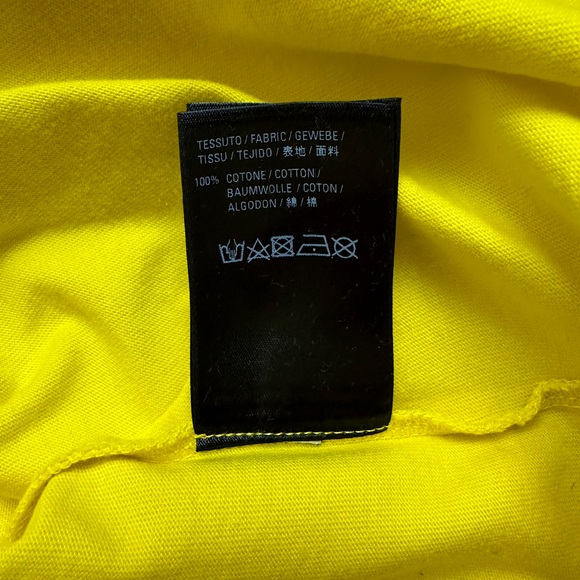 TESSUTO / FABRIC / GEWEBE /
TISSU / TEJIDO / 表地 / 面料
100% COTONE / COTTON /
BAUMWOLLE / COTON /
ALGODON / 綿 / 棉